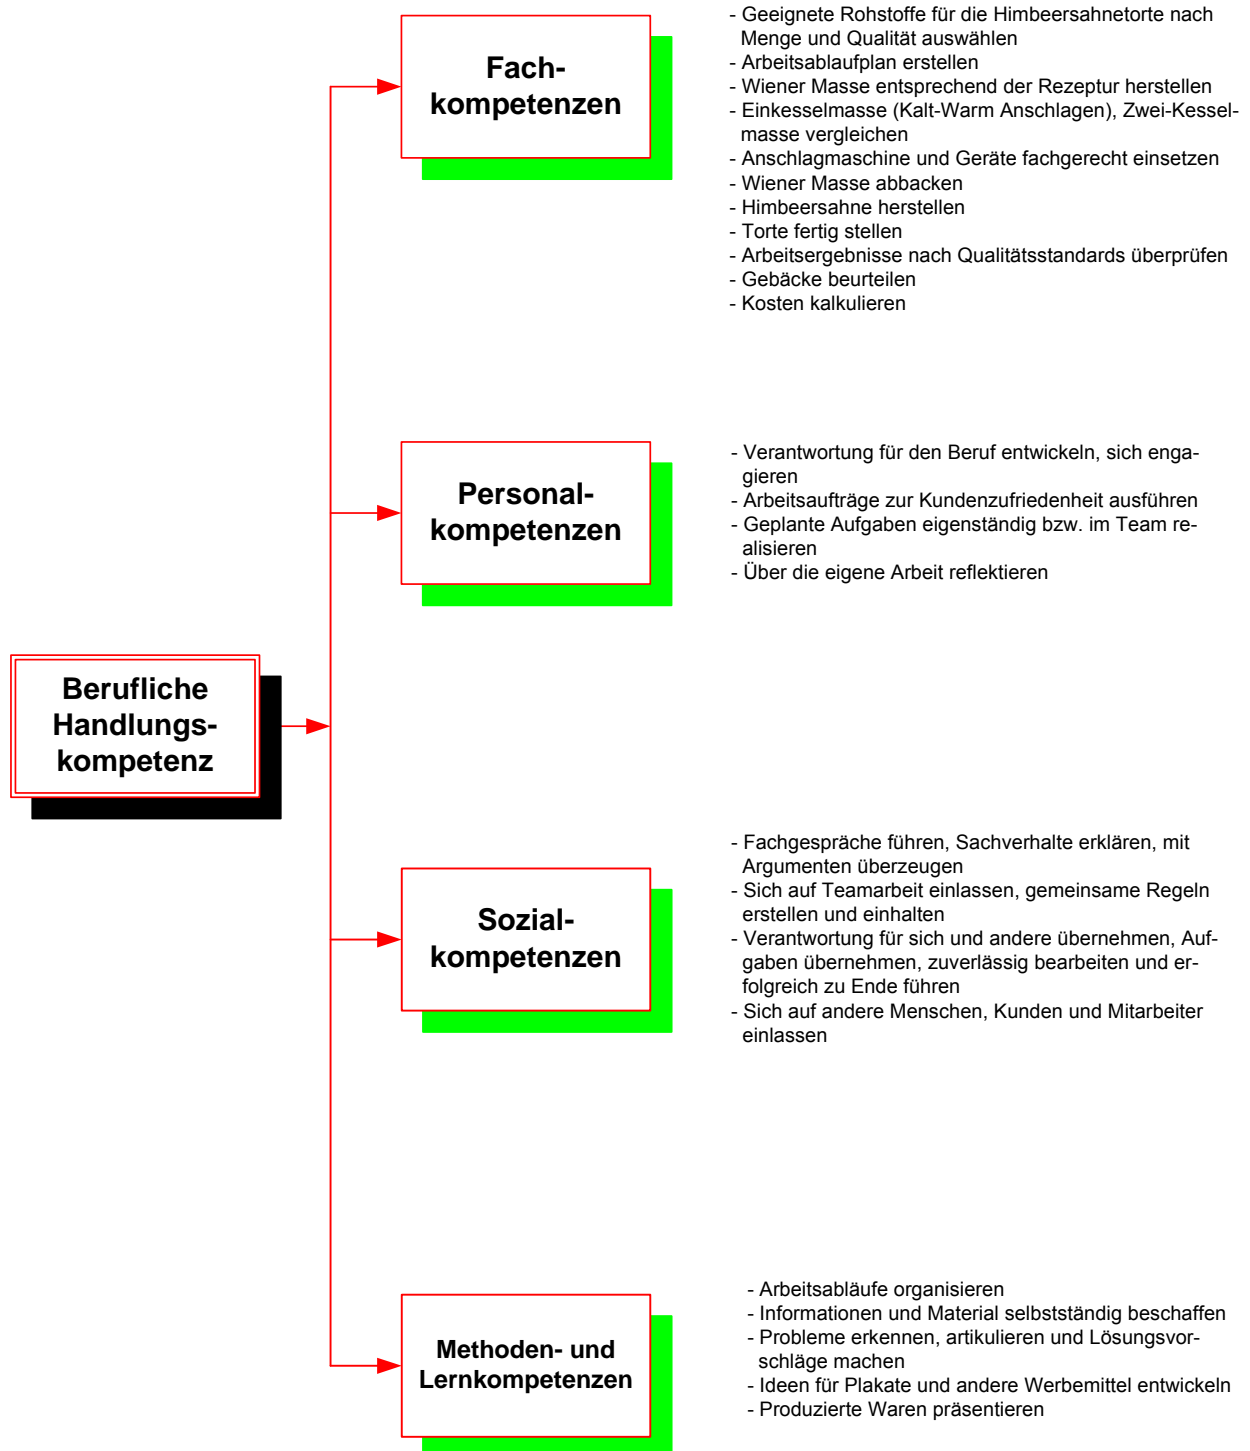 Fach-
kompetenzen
- Geeignete Rohstoffe für die Himbeersahnetorte nach
Menge und Qualität auswählen
- Arbeitsablaufplan erstellen
- Wiener Masse entsprechend der Rezeptur herstellen
- Einkesselmasse (Kalt-Warm Anschlagen), Zwei-Kessel-
masse vergleichen
- Anschlagmaschine und Geräte fachgerecht einsetzen
- Wiener Masse abbacken
- Himbeersahne herstellen
- Torte fertig stellen
- Arbeitsergebnisse nach Qualitätsstandards überprüfen
- Gebäcke beurteilen
- Kosten kalkulieren
Personal-
kompetenzen
- Verantwortung für den Beruf entwickeln, sich enga-
gieren
- Arbeitsaufträge zur Kundenzufriedenheit ausführen
- Geplante Aufgaben eigenständig bzw. im Team re-
alisieren
- Über die eigene Arbeit reflektieren
Berufliche
Handlungs-
kompetenz
Sozial-
kompetenzen
- Fachgespräche führen, Sachverhalte erklären, mit
Argumenten überzeugen
- Sich auf Teamarbeit einlassen, gemeinsame Regeln
erstellen und einhalten
- Verantwortung für sich und andere übernehmen, Auf-
gaben übernehmen, zuverlässig bearbeiten und er-
folgreich zu Ende führen
- Sich auf andere Menschen, Kunden und Mitarbeiter
einlassen
Methoden- und
Lernkompetenzen
- Arbeitsabläufe organisieren
- Informationen und Material selbstständig beschaffen
- Probleme erkennen, artikulieren und Lösungsvor-
schläge machen
- Ideen für Plakate und andere Werbemittel entwickeln
- Produzierte Waren präsentieren